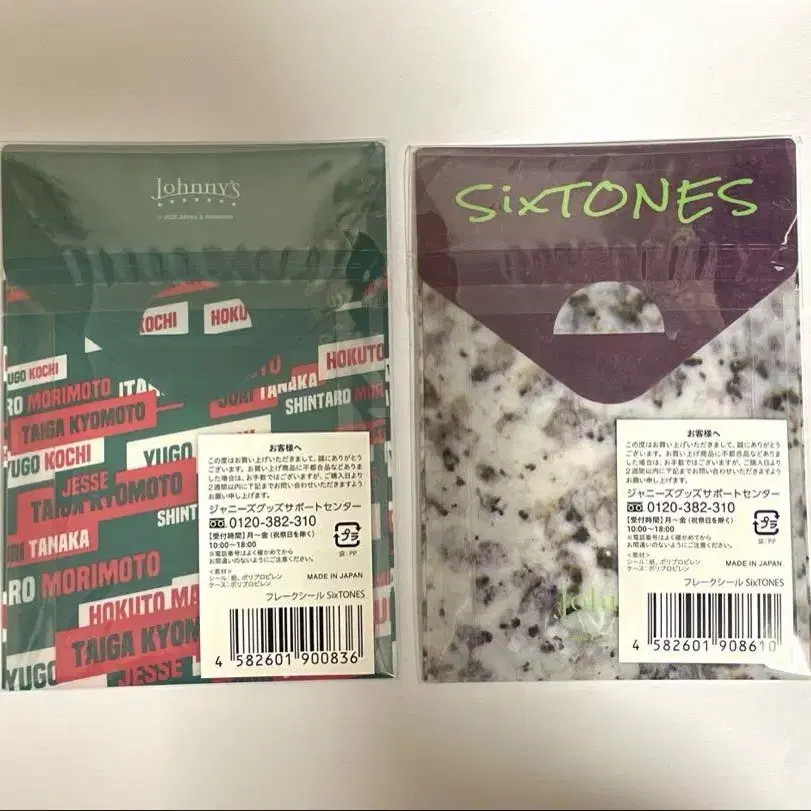 Johnny's
KOCHI
HOKU
HOKUTO
YUGO KOCHI
RO MORIMOTO
JURI TANAKA
SHINTARO MOR
TAIGA KYOMOTO
YUGO KOCHI
YUGO
JESSE
TAIGA KYOMOTO
SHINT
RI TANAKA
RO MORIMOTO
HOKUTO MA
TAIGA KYOM
YUGO
JESSE
お客様へ
この度はお買い上げいただきまして、誠にありがとう
ございます。お買い上げ商品に不都合品などありま
した場合は、お手数ではございますが、ご購入日より
2週間以内に下記までお問い合わせいただきますよう
お願い申し上げます。
ジャニーズグッズサポートセンター
0120-382-310
【受付時間】月〜金(祝祭日を除く)
10:00〜18:00
※電話番号はよく確かめてから
お間違いのないようにご注意ください。
プラ
袋:PP
<素材>
シール:紙、ポリプロピレン
ケース:ポリプロピレン
MADE IN JAPAN
フレークシール SixTONES
4 582601 900836
SixTONES
お客様へ
この度はお買い上げいただきまして、誠にありがとう
ございます。お買い上げ商品に不都合品などありま
した場合は、お手数ではございますが、ご購入日より
2週間以内に下記までお問い合わせいただきますよう
お願い申し上げます。
ジャニーズグッズサポートセンター
0120-382-310
【受付時間】月〜金(祝祭日を除く)
10:00〜18:00
※電話番号はよく確かめてから
お間違いのないようにご注意ください。
プラ
袋:PP
<素材>
シール:紙、ポリプロピレン
ケース:ポリプロピレン
MADE IN JAPAN
フレークシール SixTONES
John
4 582601 908610